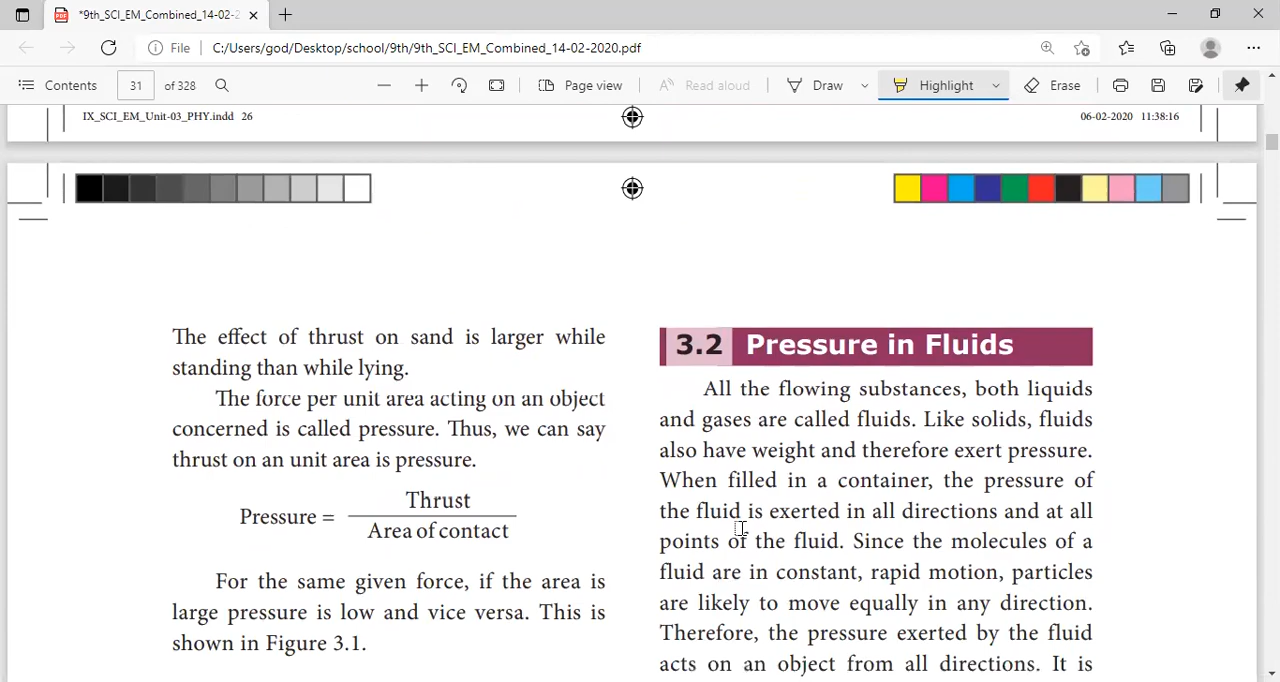 *9th_SCI_EM_Combined_14-02-2
File
C:/Users/god/Desktop/school/9th/9th_SCI_EM_Combined_14-02-2020.pdf
Contents
31
of 328
Page view
Read aloud
Draw
Highlight
Erase
IX_SCI_EM_Unit-03_PHY.indd 26
06-02-2020 11:38:16
The effect of thrust on sand is larger while
standing than while lying.
The force per unit area acting on an object
concerned is called pressure. Thus, we can say
thrust on an unit area is pressure.
Pressure = Thrust
Area of contact
For the same given force, if the area is
large pressure is low and vice versa. This is
shown in Figure 3.1.
3.2 Pressure in Fluids
All the flowing substances, both liquids
and gases are called fluids. Like solids, fluids
also have weight and therefore exert pressure.
When filled in a container, the pressure of
the fluid is exerted in all directions and at all
points of the fluid. Since the molecules of a
fluid are in constant, rapid motion, particles
are likely to move equally in any direction.
Therefore, the pressure exerted by the fluid
acts on an object from all directions. It is